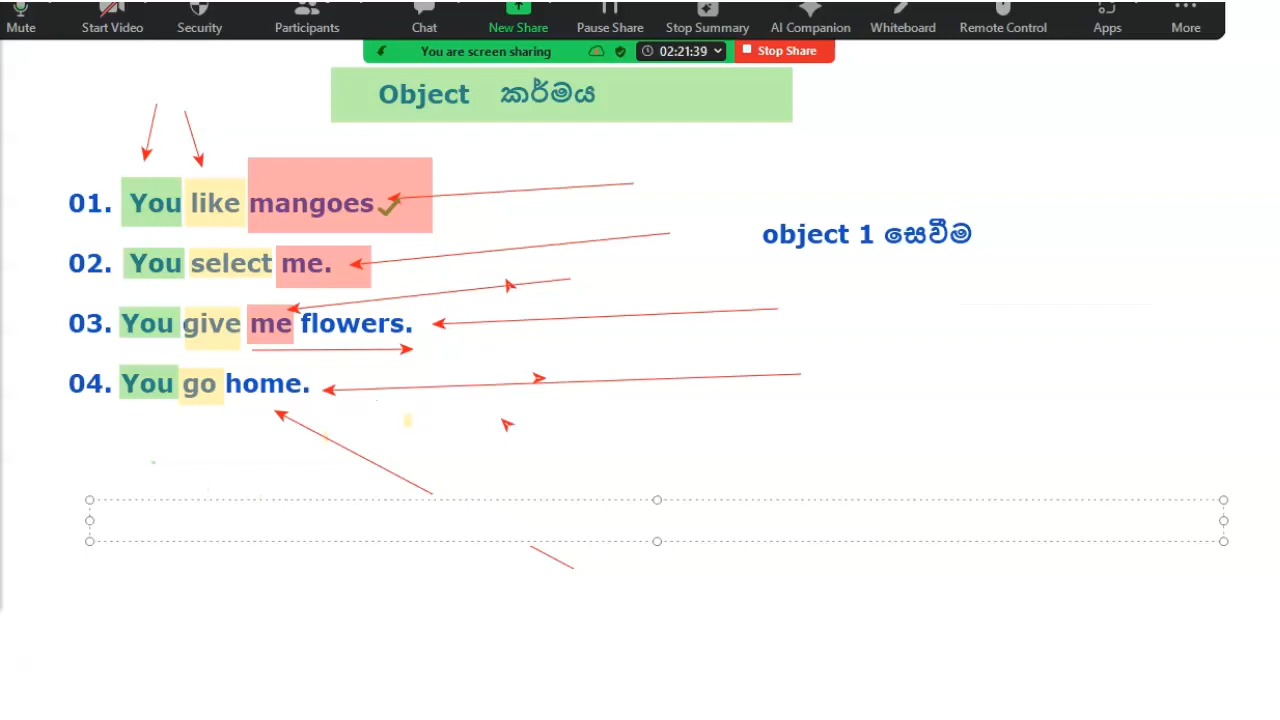 Mute Start Video Security Participants Chat New Share Pause Share Stop Summary AI Companion Whiteboard Remote Control Apps More
You are screen sharing 02:21:39 Stop Share
Object කර්මය
01. You like mangoes
object 1 සෙවීම
02. You select me.
03. You give me flowers.
04. You go home.